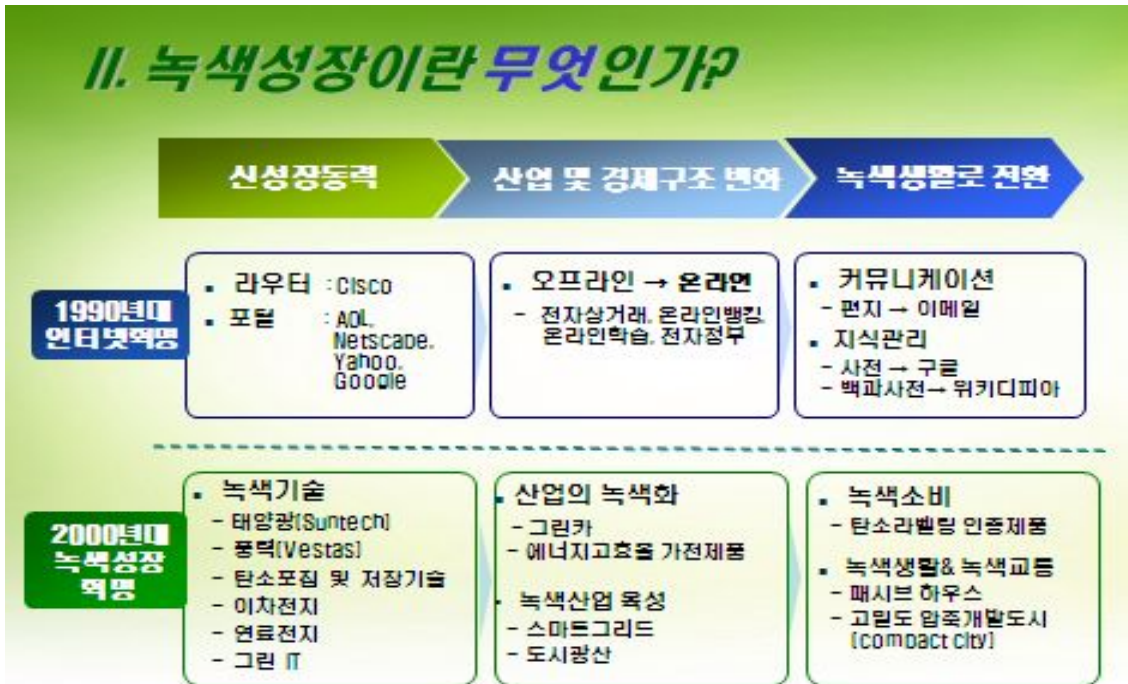 II. 녹색성장이란 무엇인가?
신성장동력
산업 및 경제구조 변화
녹색생활로 전환
1990년대
인터넷혁명
▪ 라우터 : Cisco
▪ 포털 : AOL,
Netscape,
Yahoo,
Google
▪ 오프라인 → 온라인
- 전자상거래, 온라인뱅킹,
온라인학습, 전자정부
▪ 커뮤니케이션
- 편지 → 이메일
▪ 지식관리
- 사전 → 구글
- 백과사전→ 위키디피아
2000년대
녹색성장
혁명
▪ 녹색기술
- 태양광(Suntech)
- 풍력(Vestas)
- 탄소포집 및 저장기술
- 이차전지
- 연료전지
- 그린 IT
▪ 산업의 녹색화
- 그린카
- 에너지고효율 가전제품
▪ 녹색산업 육성
- 스마트그리드
- 도시광산
▪ 녹색소비
- 탄소라벨링 인증제품
▪ 녹색생활& 녹색교통
- 패시브 하우스
- 고밀도 압축개발도시
(compact city)